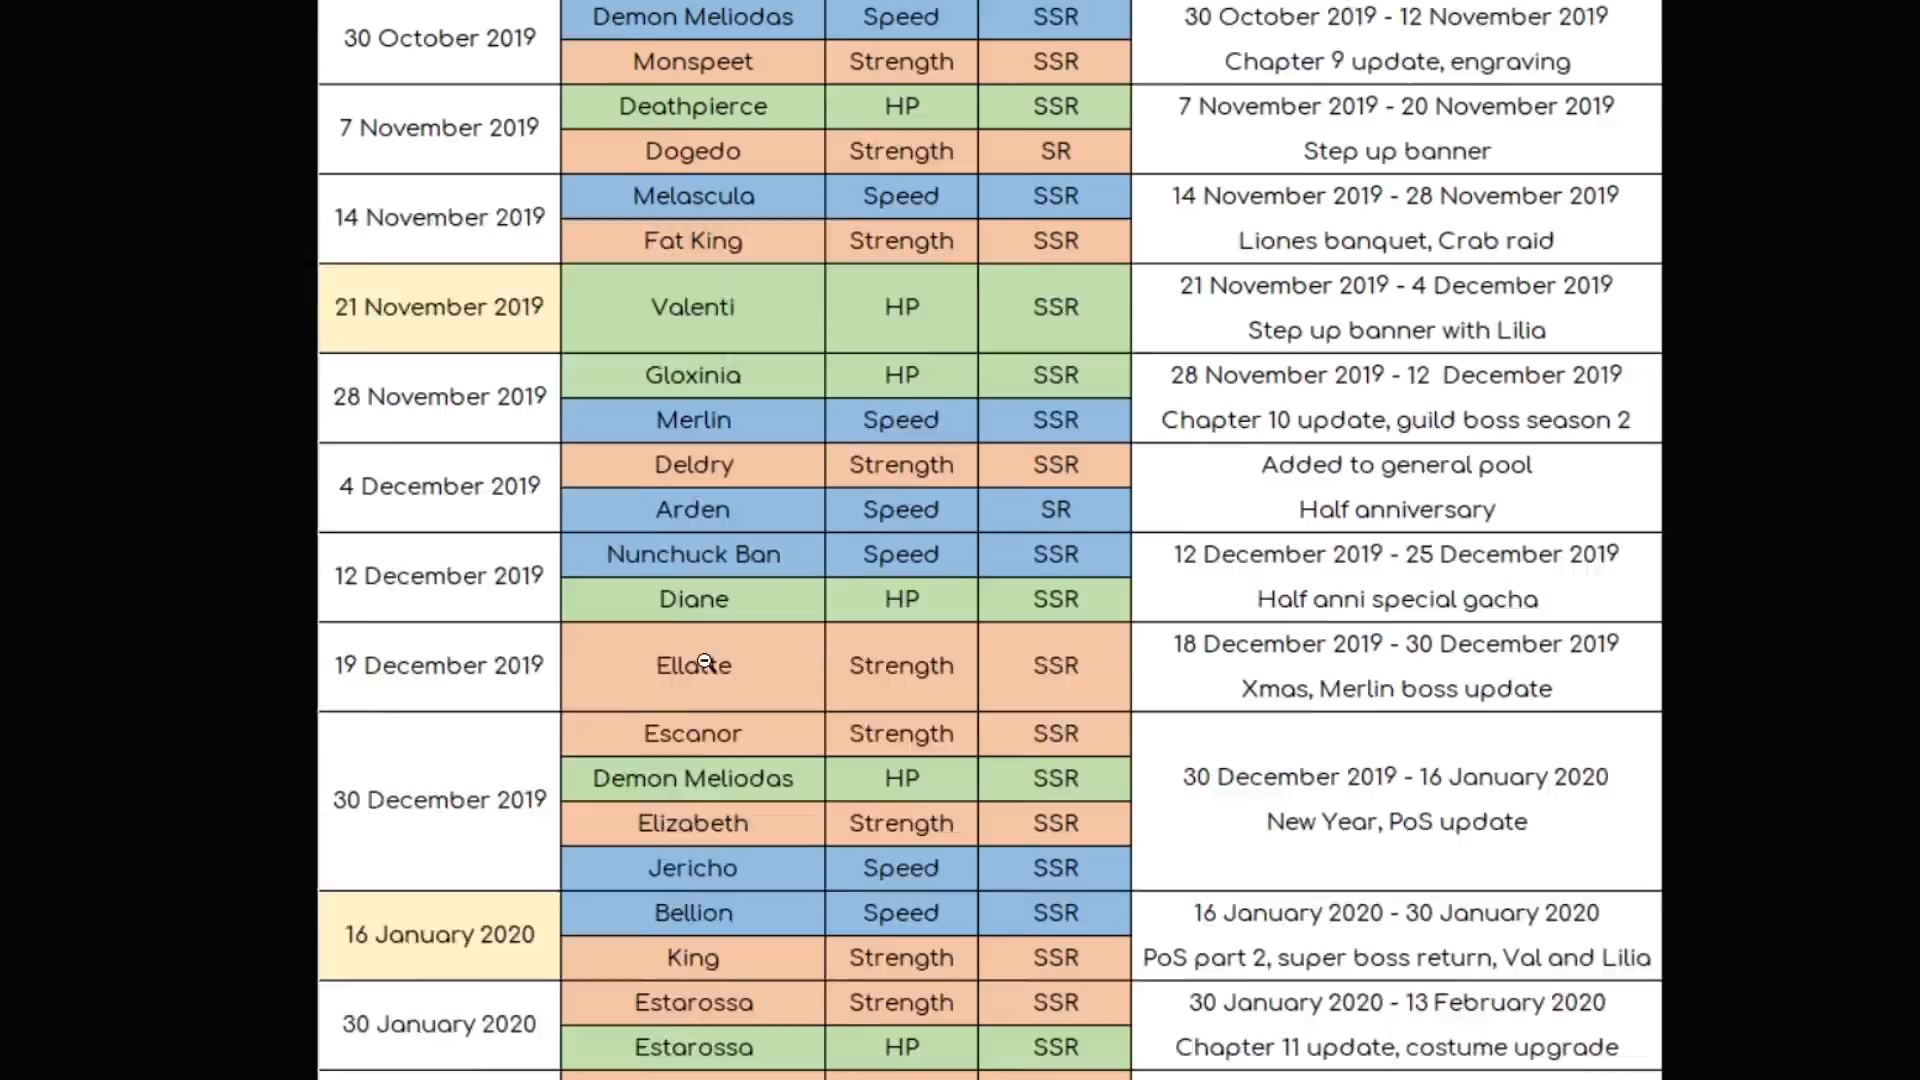 30 October 2019
Demon Meliodas Speed SSR
30 October 2019 - 12 November 2019
Monspeet Strength SSR
Chapter 9 update, engraving
7 November 2019
Deathpierce HP SSR
7 November 2019 - 20 November 2019
Dogedo Strength SR
Step up banner
14 November 2019
Melascula Speed SSR
14 November 2019 - 28 November 2019
Fat King Strength SSR
Liones banquet, Crab raid
21 November 2019
Valenti HP SSR
21 November 2019 - 4 December 2019
Step up banner with Lilia
28 November 2019
Gloxinia HP SSR
28 November 2019 - 12 December 2019
Merlin Speed SSR
Chapter 10 update, guild boss season 2
4 December 2019
Deldry Strength SSR
Added to general pool
Arden Speed SR
Half anniversary
12 December 2019
Nunchuck Ban Speed SSR
12 December 2019 - 25 December 2019
Diane HP SSR
Half anni special gacha
19 December 2019
Strength SSR
18 December 2019 - 30 December 2019
Xmas, Merlin boss update
30 December 2019
Escanor Strength SSR
Demon Meliodas HP SSR
Elizabeth Strength SSR
Jericho Speed SSR
30 December 2019 - 16 January 2020
New Year, PoS update
16 January 2020
Bellion Speed SSR
16 January 2020 - 30 January 2020
King Strength SSR
PoS part 2, super boss return, Val and Lilia
30 January 2020
Estarossa Strength SSR
30 January 2020 - 13 February 2020
Estarossa HP SSR
Chapter 11 update, costume upgrade